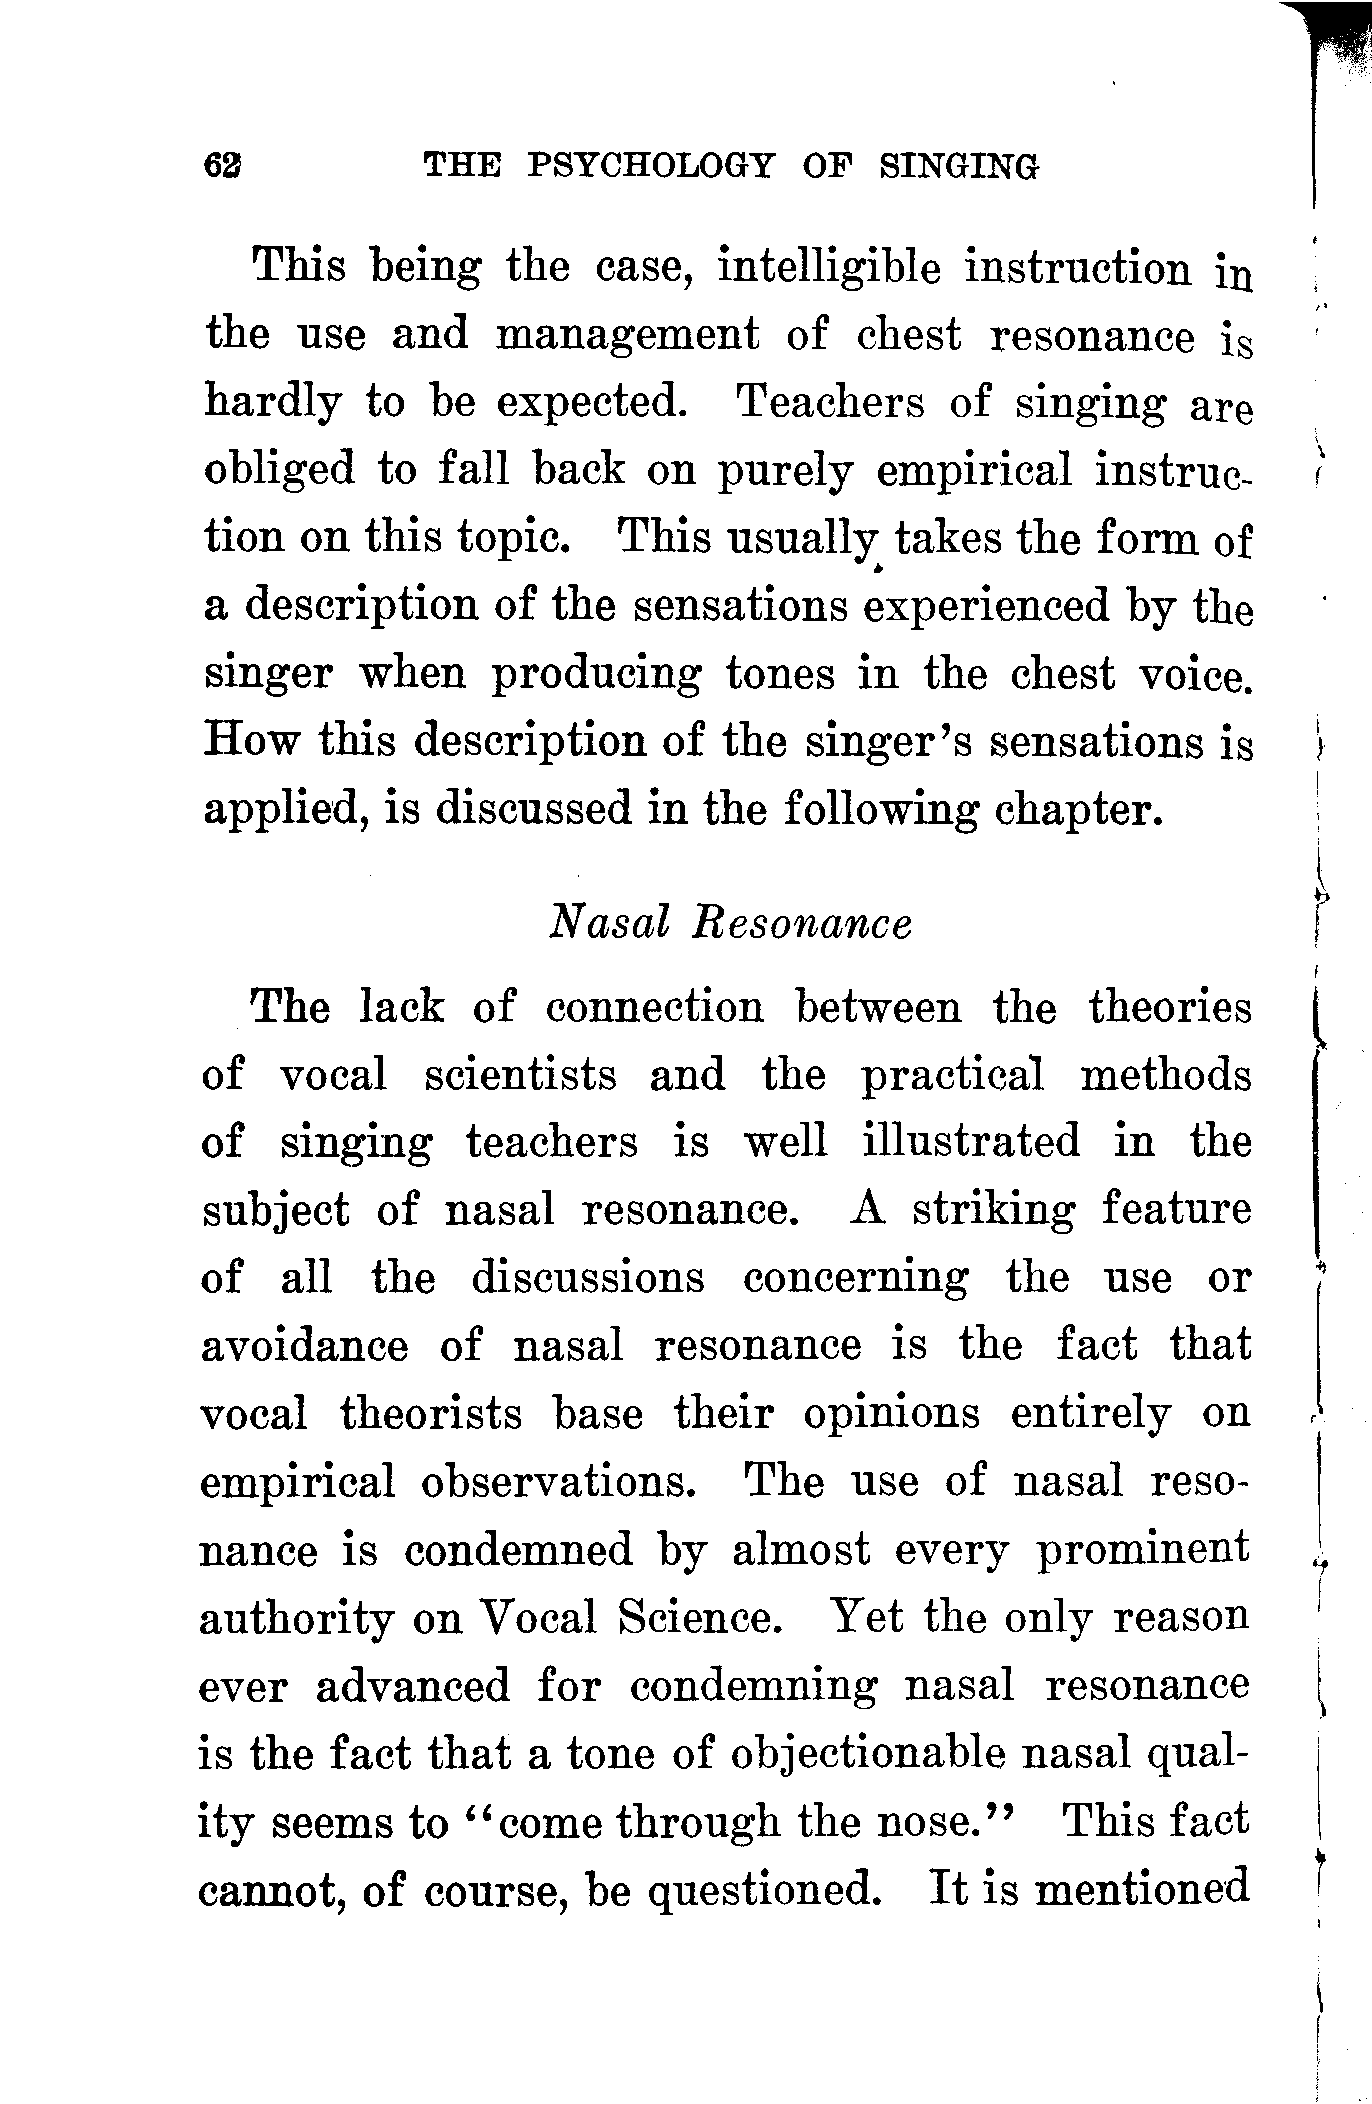 62 THE PSYCHOLOGY OF SINGING
This being the case, intelligible instruction in
the use and management of chest resonance is
hardly to be expected. Teachers of singing are
obliged to fall back on purely empirical instruc-
tion on this topic. This usually takes the form of
a description of the sensations experienced by the
singer when producing tones in the chest voice.
How this description of the singer's sensations is
applied, is discussed in the following chapter.
Nasal Resonance
The lack of connection between the theories
of vocal scientists and the practical methods
of singing teachers is well illustrated in the
subject of nasal resonance. A striking feature
of all the discussions concerning the use or
avoidance of nasal resonance is the fact that
vocal theorists base their opinions entirely on
empirical observations. The use of nasal reso-
nance is condemned by almost every prominent
authority on Vocal Science. Yet the only reason
ever advanced for condemning nasal resonance
is the fact that a tone of objectionable nasal qual-
ity seems to "come through the nose." This fact
cannot, of course, be questioned. It is mentioned